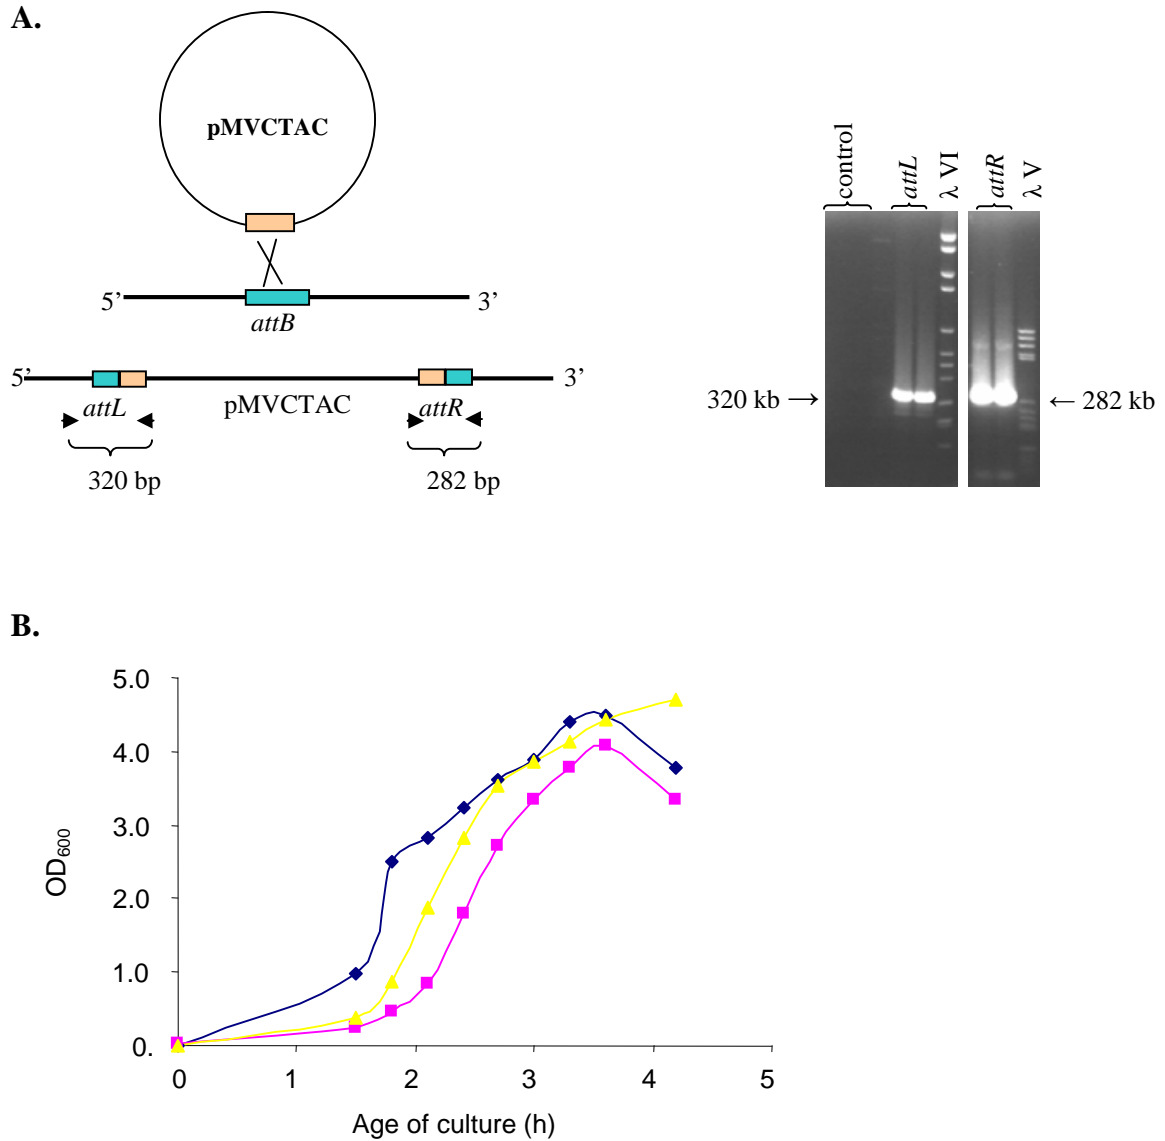 A.
pMVCTAC
5’
3’
attB
5’
3’
attL
pMVCTAC
attR
320 bp
282 bp
control
attL
λ VI
attR
λ V
320 kb →
← 282 kb
B.
5.0
4.0
3.0
2.0
1.0
0.
OD600
0 1 2 3 4 5
Age of culture (h)